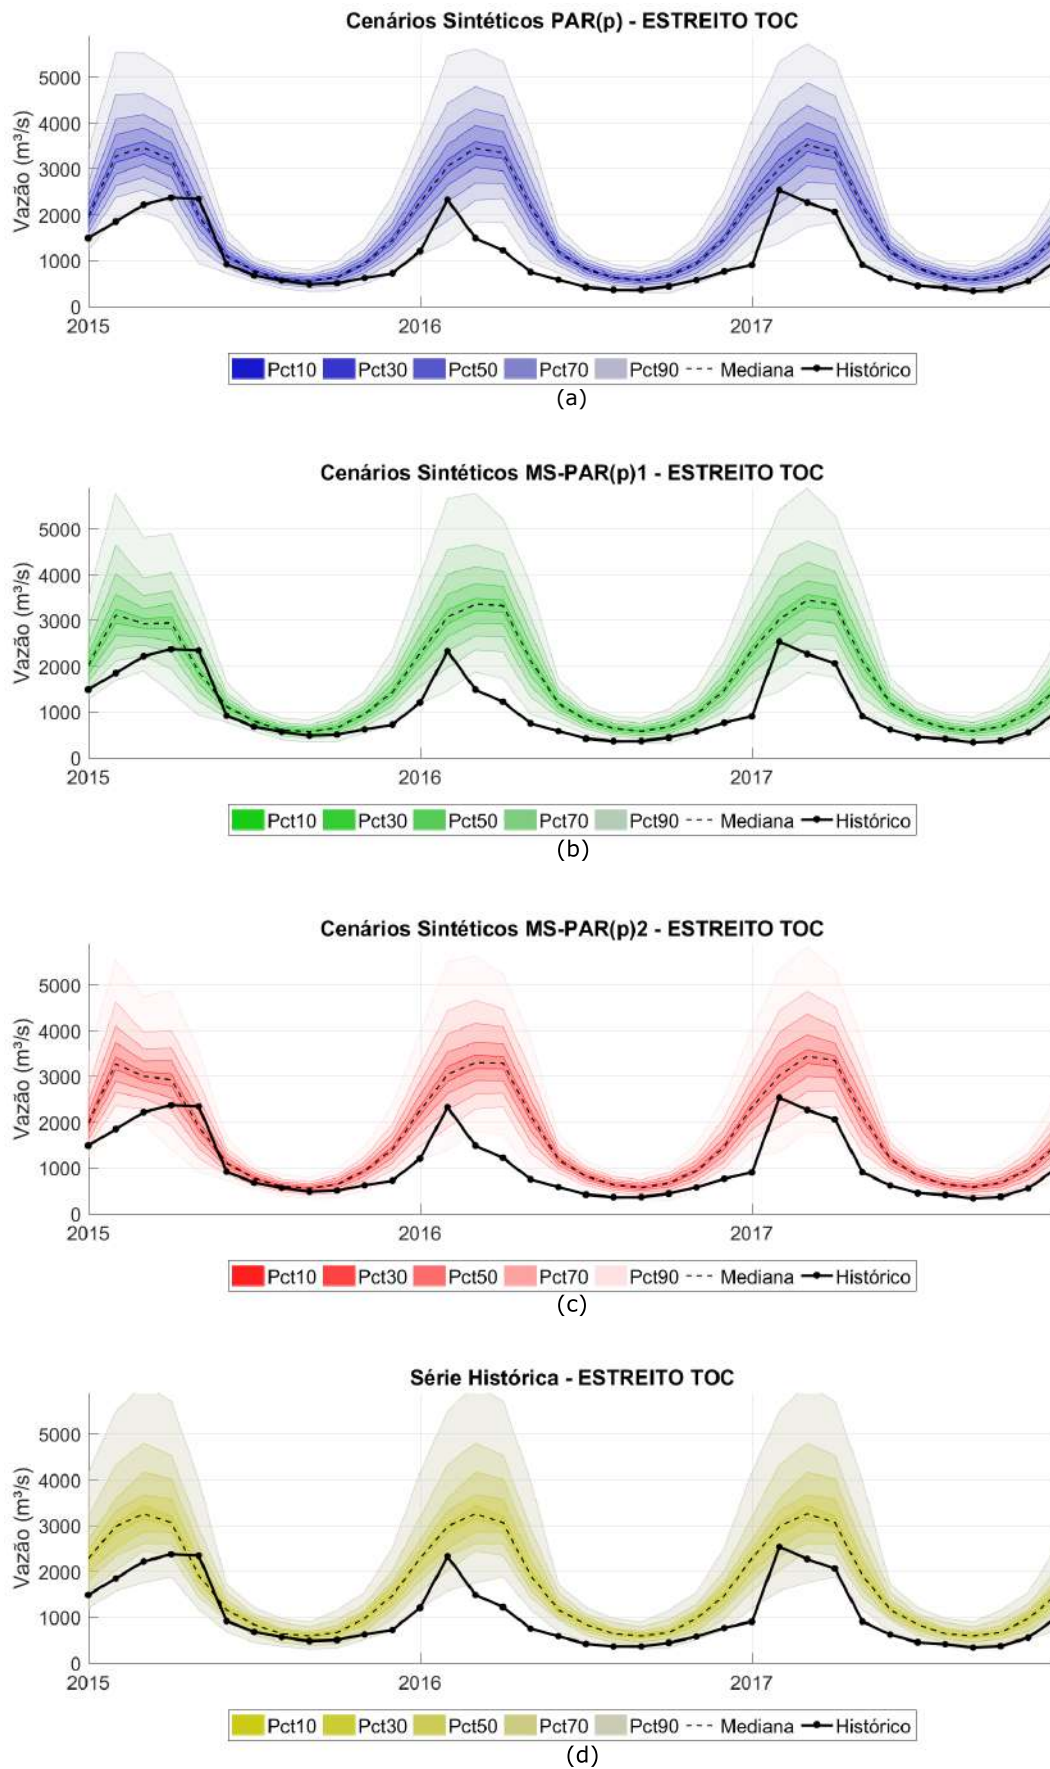 Cenários Sintéticos PAR(p) - ESTREITO TOC
Vazão (m³/s)
5000
4000
3000
2000
1000
0
2015 2016 2017
Pct10 Pct30 Pct50 Pct70 Pct90 Mediana Histórico
(a)
Cenários Sintéticos MS-PAR(p)1 - ESTREITO TOC
Vazão (m³/s)
5000
4000
3000
2000
1000
0
2015 2016 2017
Pct10 Pct30 Pct50 Pct70 Pct90 Mediana Histórico
(b)
Cenários Sintéticos MS-PAR(p)2 - ESTREITO TOC
Vazão (m³/s)
5000
4000
3000
2000
1000
0
2015 2016 2017
Pct10 Pct30 Pct50 Pct70 Pct90 Mediana Histórico
(c)
Série Histórica - ESTREITO TOC
Vazão (m³/s)
5000
4000
3000
2000
1000
0
2015 2016 2017
Pct10 Pct30 Pct50 Pct70 Pct90 Mediana Histórico
(d)